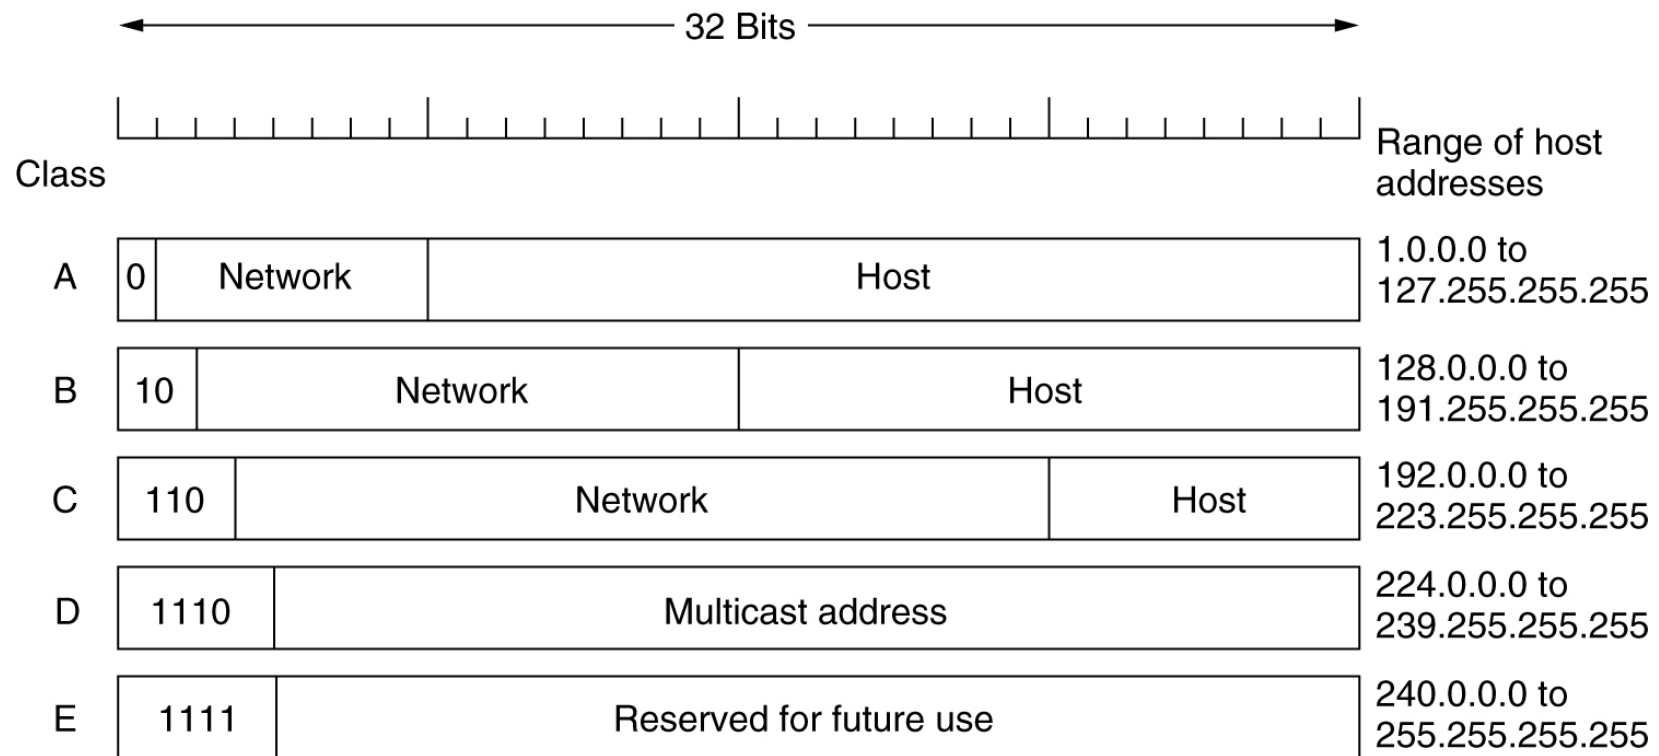 32 Bits
Range of host
addresses
Class
A 0 Network Host 1.0.0.0 to
127.255.255.255
B 10 Network Host 128.0.0.0 to
191.255.255.255
C 110 Network Host 192.0.0.0 to
223.255.255.255
D 1110 Multicast address 224.0.0.0 to
239.255.255.255
E 1111 Reserved for future use 240.0.0.0 to
255.255.255.255